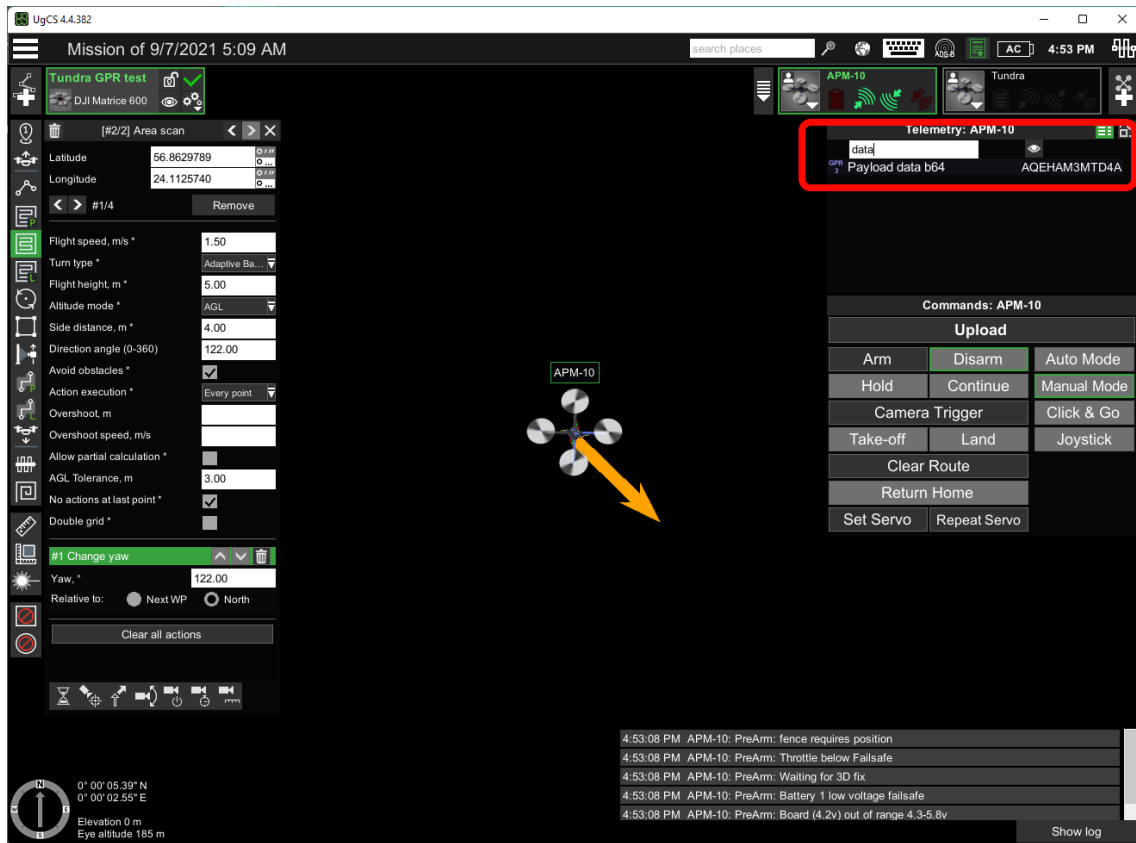 UgCS 4.4.382
Mission of 9/7/2021 5:09 AM
search places
ADS-B
AC
4:53 PM
Tundra GPR test
DJI Matrice 600
APM-10
Tundra
[#2/2] Area scan
Latitude 56.8629789
Longitude 24.1125740
#1/4 Remove
Flight speed, m/s * 1.50
Turn type * Adaptive Ba...
Flight height, m * 5.00
Altitude mode * AGL
Side distance, m * 4.00
Direction angle (0-360) 122.00
Avoid obstacles *
Action execution * Every point
Overshoot, m
Overshoot speed, m/s
Allow partial calculation *
AGL Tolerance, m 3.00
No actions at last point *
Double grid *
#1 Change yaw
Yaw, ° 122.00
Relative to: Next WP North
Clear all actions
Telemetry: APM-10
data
GPR 3 Payload data b64 AQEHAM3MTD4A
APM-10
Commands: APM-10
Upload
Arm Disarm Auto Mode
Hold Continue Manual Mode
Camera Trigger Click & Go
Take-off Land Joystick
Clear Route
Return Home
Set Servo Repeat Servo
4:53:08 PM APM-10: PreArm: fence requires position
4:53:08 PM APM-10: PreArm: Throttle below Failsafe
4:53:08 PM APM-10: PreArm: Waiting for 3D fix
4:53:08 PM APM-10: PreArm: Battery 1 low voltage failsafe
4:53:08 PM APM-10: PreArm: Board (4.2v) out of range 4.3-5.8v
Show log
N
W E
S
0° 00' 05.39" N
0° 00' 02.55" E
Elevation 0 m
Eye altitude 185 m